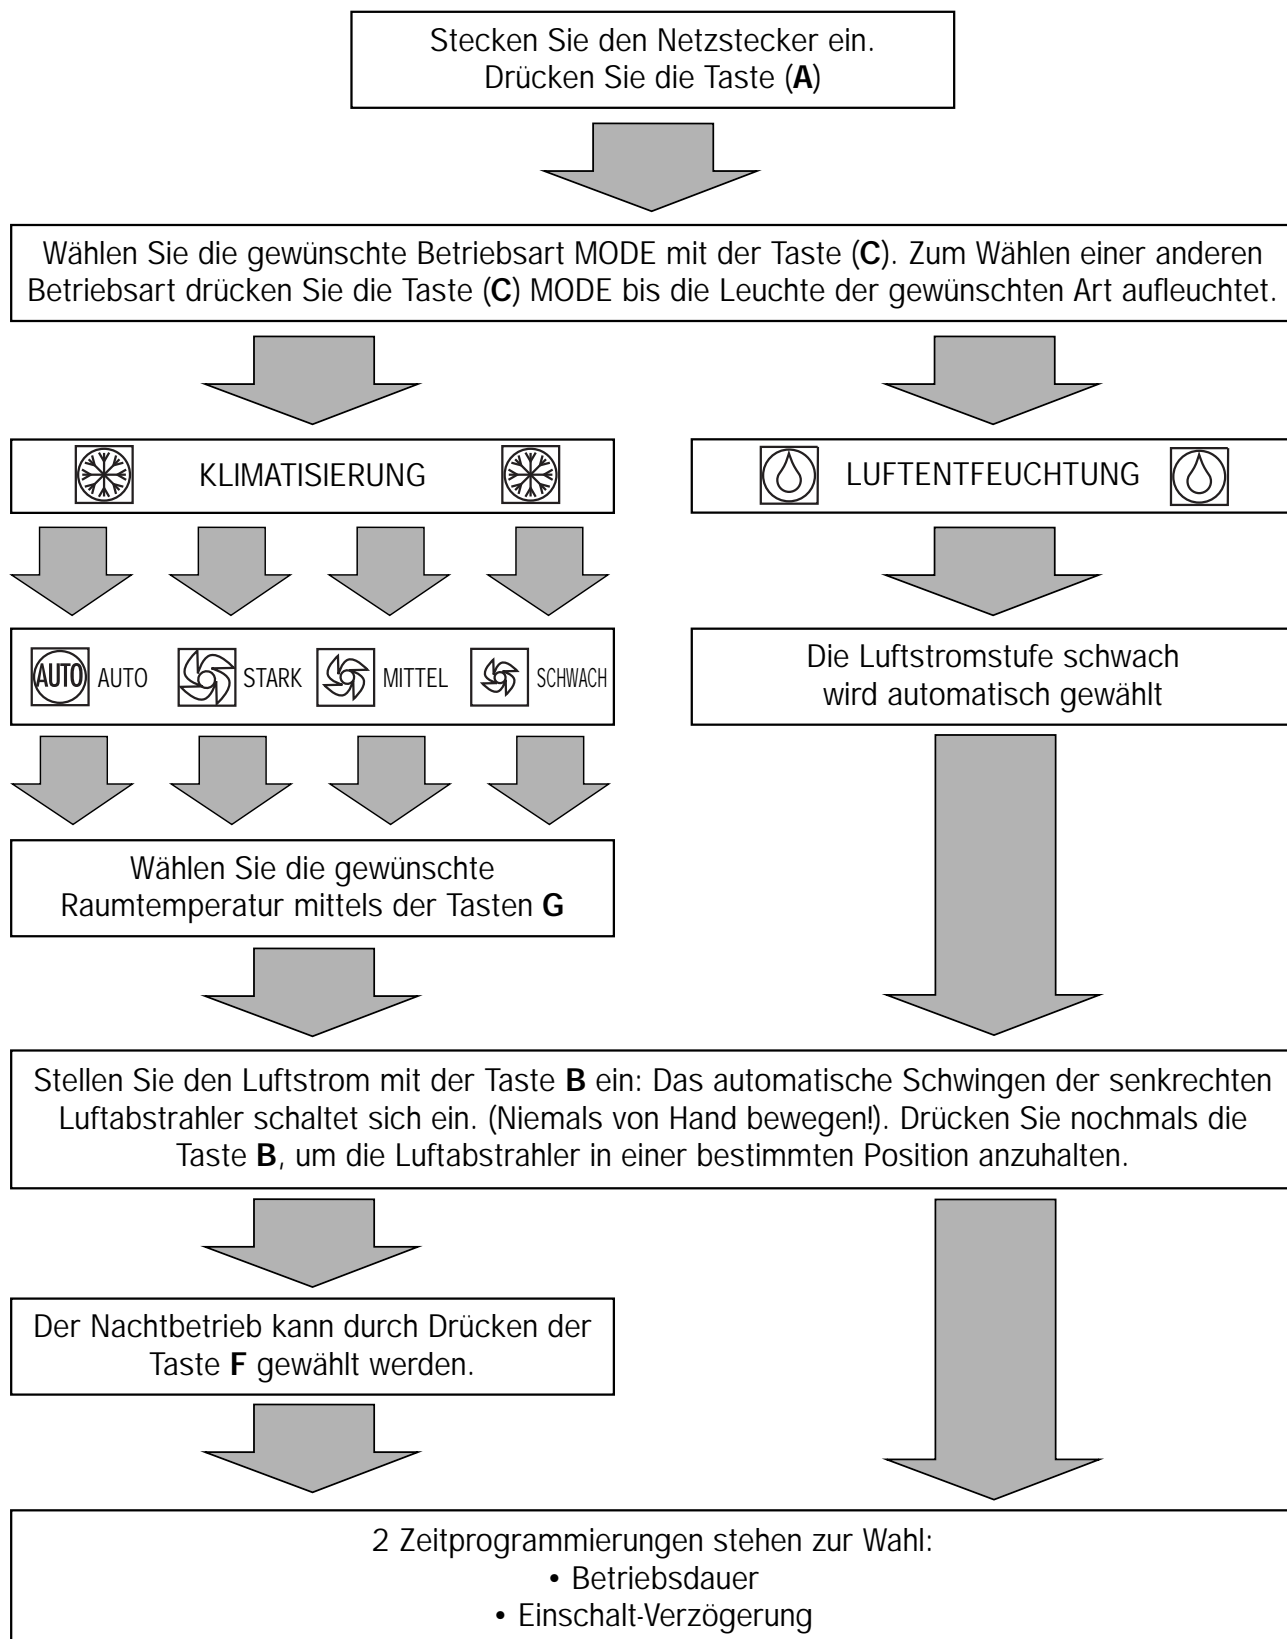 Stecken Sie den Netzstecker ein.
Drücken Sie die Taste (A)
Wählen Sie die gewünschte Betriebsart MODE mit der Taste (C). Zum Wählen einer anderen
Betriebsart drücken Sie die Taste (C) MODE bis die Leuchte der gewünschten Art aufleuchtet.
KLIMATISIERUNG
LUFTENTFEUCHTUNG
AUTO AUTO STARK MITTEL SCHWACH
Die Luftstromstufe schwach
wird automatisch gewählt
Wählen Sie die gewünschte
Raumtemperatur mittels der Tasten G
Stellen Sie den Luftstrom mit der Taste B ein: Das automatische Schwingen der senkrechten
Luftabstrahler schaltet sich ein. (Niemals von Hand bewegen!). Drücken Sie nochmals die
Taste B, um die Luftabstrahler in einer bestimmten Position anzuhalten.
Der Nachtbetrieb kann durch Drücken der
Taste F gewählt werden.
2 Zeitprogrammierungen stehen zur Wahl:
• Betriebsdauer
• Einschalt-Verzögerung